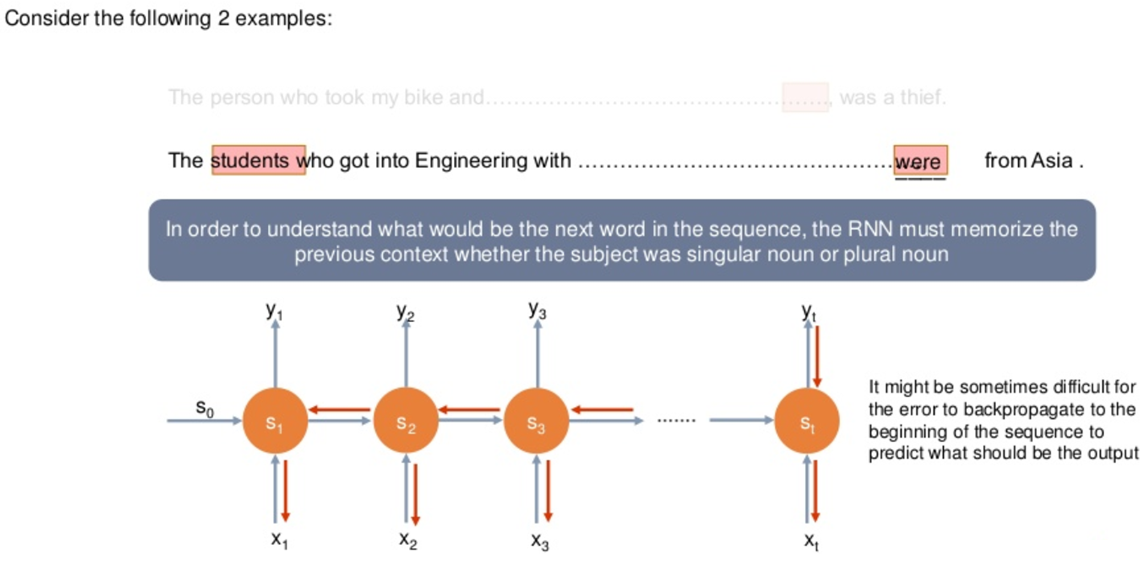 Consider the following 2 examples:
The person who took my bike and............................................., was a thief.
The students who got into Engineering with ........................................were from Asia .
In order to understand what would be the next word in the sequence, the RNN must memorize the
previous context whether the subject was singular noun or plural noun
y₁ y₂ y₃ yₜ
It might be sometimes difficult for
the error to backpropagate to the
beginning of the sequence to
predict what should be the output
s₀ s₁ s₂ s₃ ....... sₜ
x₁ x₂ x₃ xₜ